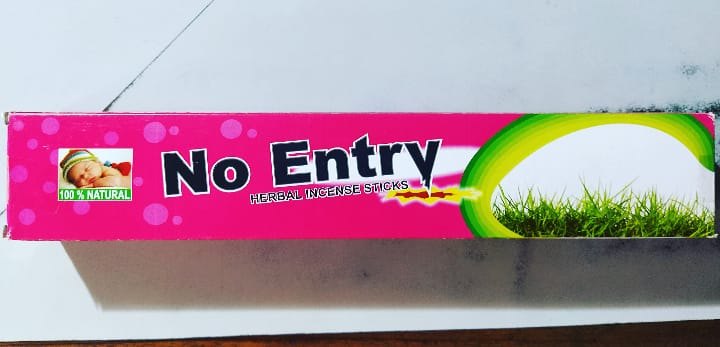 No Entry
HERBAL INCENSE STICKS
100 % NATURAL